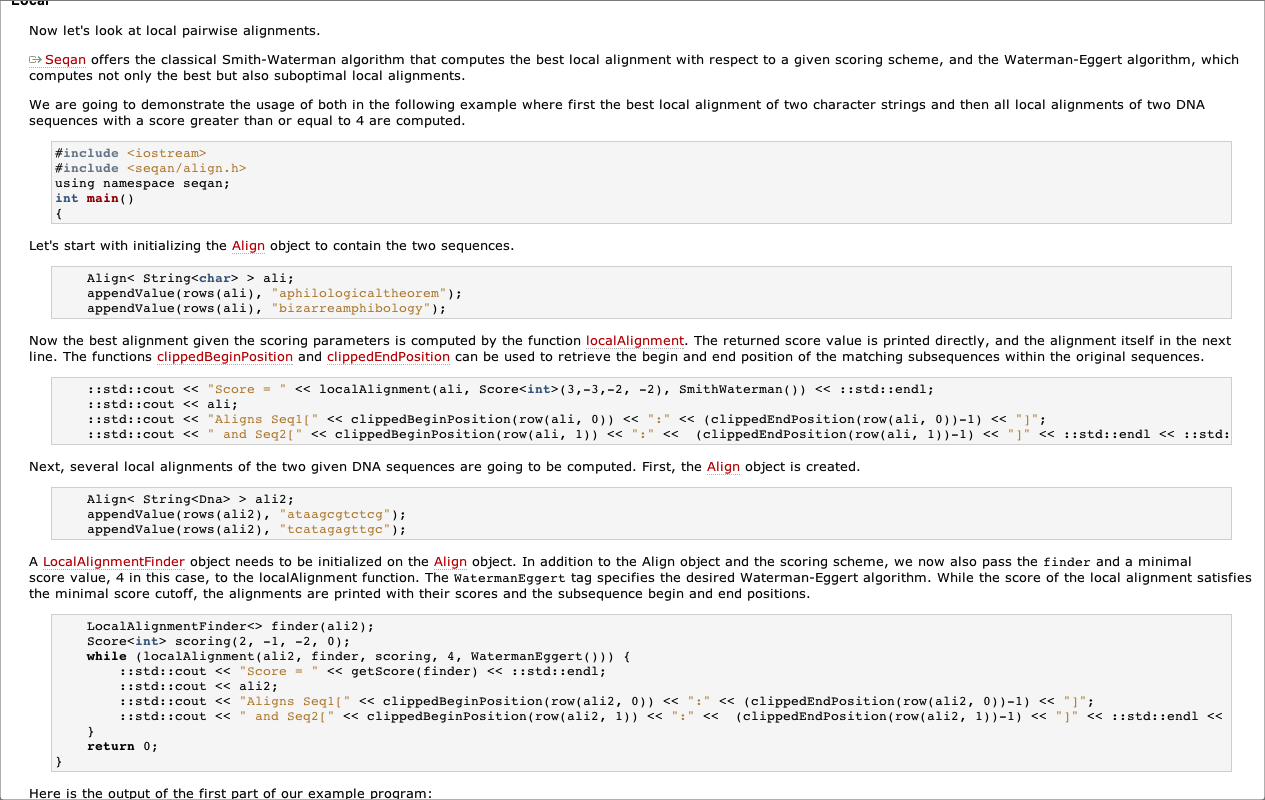 Local
Now let's look at local pairwise alignments.
Seqan offers the classical Smith-Waterman algorithm that computes the best local alignment with respect to a given scoring scheme, and the Waterman-Eggert algorithm, which
computes not only the best but also suboptimal local alignments.
We are going to demonstrate the usage of both in the following example where first the best local alignment of two character strings and then all local alignments of two DNA
sequences with a score greater than or equal to 4 are computed.
#include <iostream>
#include <seqan/align.h>
using namespace seqan;
int main()
{
Let's start with initializing the Align object to contain the two sequences.
    Align< String<char> > ali;
    appendValue(rows(ali), "aphilologicaltheorem");
    appendValue(rows(ali), "bizarreamphibology");
Now the best alignment given the scoring parameters is computed by the function localAlignment. The returned score value is printed directly, and the alignment itself in the next
line. The functions clippedBeginPosition and clippedEndPosition can be used to retrieve the begin and end position of the matching subsequences within the original sequences.
    ::std::cout << "Score = " << localAlignment(ali, Score<int>(3,-3,-2, -2), SmithWaterman()) << ::std::endl;
    ::std::cout << ali;
    ::std::cout << "Aligns Seq1[" << clippedBeginPosition(row(ali, 0)) << ":" << (clippedEndPosition(row(ali, 0))-1) << "]";
    ::std::cout << " and Seq2[" << clippedBeginPosition(row(ali, 1)) << ":" <<  (clippedEndPosition(row(ali, 1))-1) << "]" << ::std::endl << ::std:
Next, several local alignments of the two given DNA sequences are going to be computed. First, the Align object is created.
    Align< String<Dna> > ali2;
    appendValue(rows(ali2), "ataagcgtctcg");
    appendValue(rows(ali2), "tcatagagttgc");
A LocalAlignmentFinder object needs to be initialized on the Align object. In addition to the Align object and the scoring scheme, we now also pass the finder and a minimal
score value, 4 in this case, to the localAlignment function. The WatermanEggert tag specifies the desired Waterman-Eggert algorithm. While the score of the local alignment satisfies
the minimal score cutoff, the alignments are printed with their scores and the subsequence begin and end positions.
    LocalAlignmentFinder<> finder(ali2);
    Score<int> scoring(2, -1, -2, 0);
    while (localAlignment(ali2, finder, scoring, 4, WatermanEggert())) {
        ::std::cout << "Score = " << getScore(finder) << ::std::endl;
        ::std::cout << ali2;
        ::std::cout << "Aligns Seq1[" << clippedBeginPosition(row(ali2, 0)) << ":" << (clippedEndPosition(row(ali2, 0))-1) << "]";
        ::std::cout << " and Seq2[" << clippedBeginPosition(row(ali2, 1)) << ":" <<  (clippedEndPosition(row(ali2, 1))-1) << "]" << ::std::endl <<
    }
    return 0;
}
Here is the output of the first part of our example program: